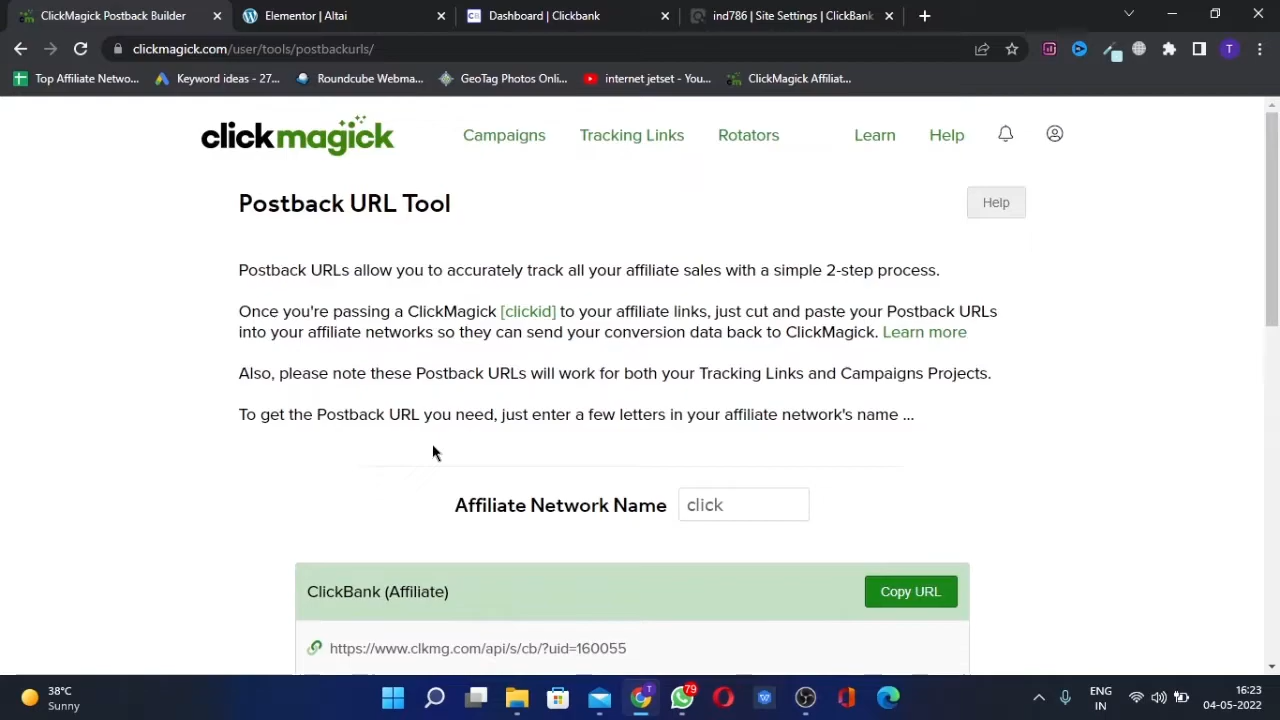 ClickMagick Postback Builder
Elementor | Altai
Dashboard | Clickbank
ind786 | Site Settings | ClickBank
clickmagick.com/user/tools/postbackurls/
T
Top Affiliate Netwo...
Keyword ideas - 27...
Roundcube Webma...
GeoTag Photos Onli...
internet jetset - You...
ClickMagick Affiliat...
clickmagick
Campaigns
Tracking Links
Rotators
Learn
Help
Postback URL Tool
Help
Postback URLs allow you to accurately track all your affiliate sales with a simple 2-step process.
Once you're passing a ClickMagick [clickid] to your affiliate links, just cut and paste your Postback URLs
into your affiliate networks so they can send your conversion data back to ClickMagick. Learn more
Also, please note these Postback URLs will work for both your Tracking Links and Campaigns Projects.
To get the Postback URL you need, just enter a few letters in your affiliate network's name ...
Affiliate Network Name
click
ClickBank (Affiliate)
Copy URL
https://www.clkmg.com/api/s/cb/?uid=160055
38°C
Sunny
T
79
ENG
IN
16:23
04-05-2022